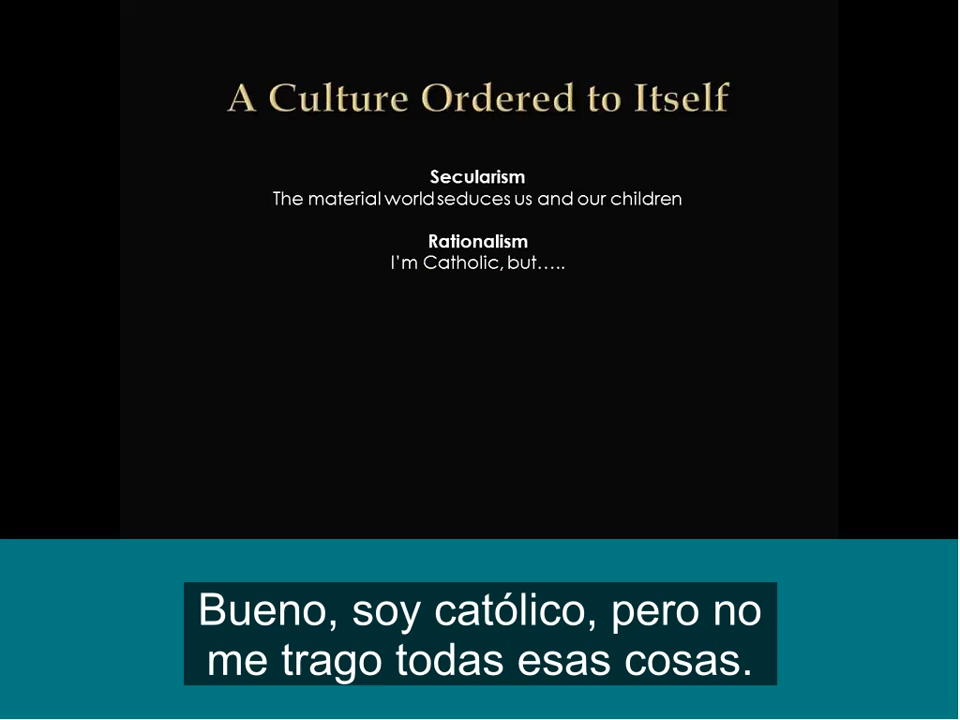 A Culture Ordered to Itself
Secularism
The material world seduces us and our children
Rationalism
I'm Catholic, but…..
Bueno, soy católico, pero no
me trago todas esas cosas.